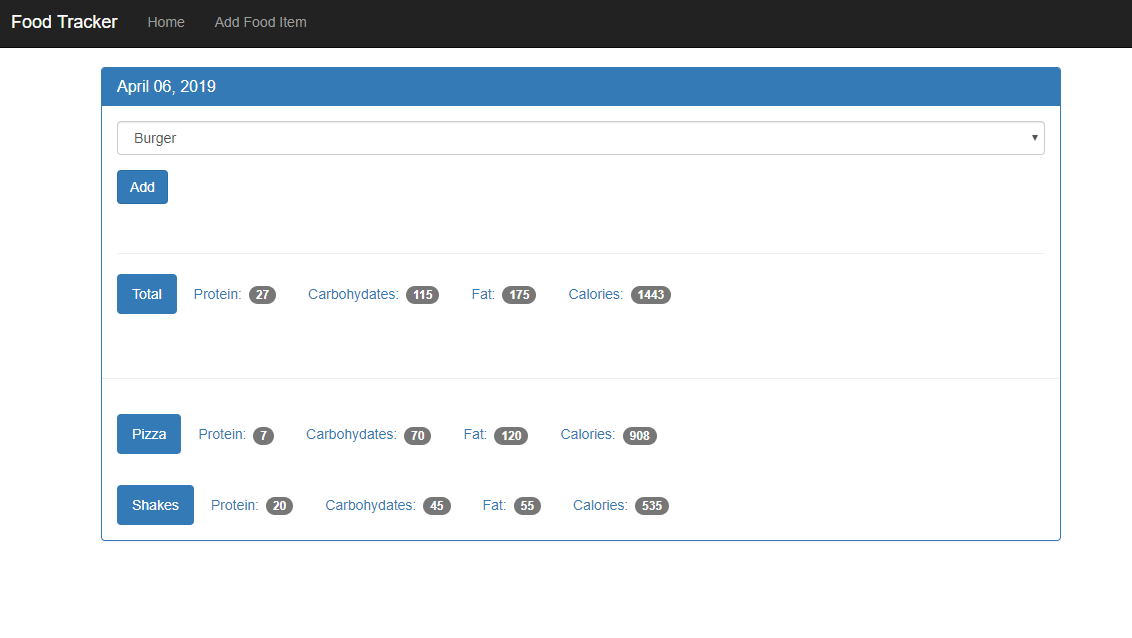 Food Tracker Home Add Food Item
April 06, 2019
Burger
Add
Total Protein: 27 Carbohydates: 115 Fat: 175 Calories: 1443
Pizza Protein: 7 Carbohydates: 70 Fat: 120 Calories: 908
Shakes Protein: 20 Carbohydates: 45 Fat: 55 Calories: 535